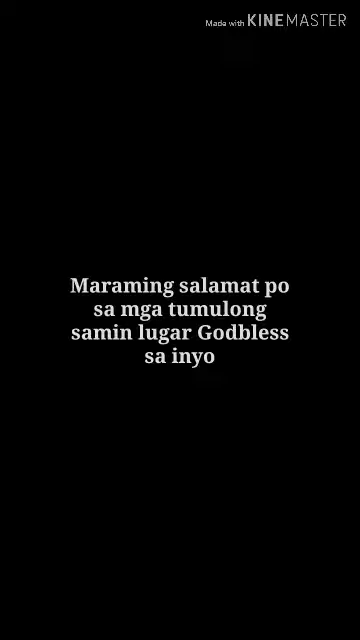 Made with KINEMASTER
Maraming salamat po
sa mga tumulong
samin lugar Godbless
sa inyo